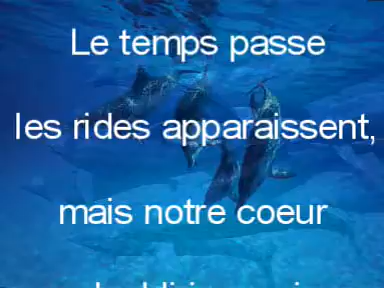 Le temps passe
les rides apparaissent,
mais notre coeur